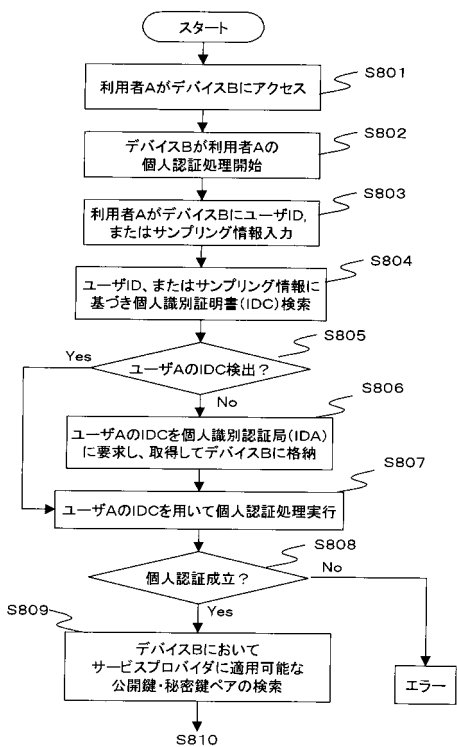 スタート
S801
利用者AがデバイスBにアクセス
S802
デバイスBが利用者Aの
個人認証処理開始
S803
利用者AがデバイスBにユーザID,
またはサンプリング情報入力
S804
ユーザID、またはサンプリング情報に
基づき個人識別証明書(IDC)検索
S805
Yes
ユーザAのIDC検出?
No
S806
ユーザAのIDCを個人識別認証局(IDA)
に要求し、取得してデバイスBに格納
S807
ユーザAのIDCを用いて個人認証処理実行
S808
個人認証成立?
No
Yes
S809
デバイスBにおいて
サービスプロバイダに適用可能な
公開鍵・秘密鍵ペアの検索
エラー
S810